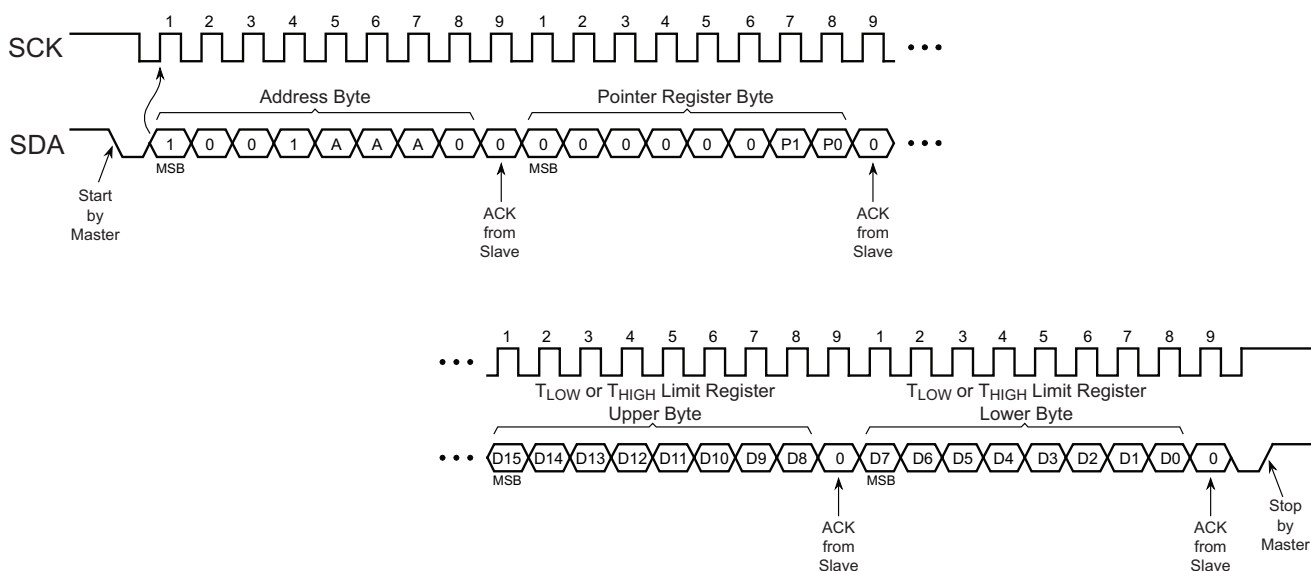 1 2 3 4 5 6 7 8 9 1 2 3 4 5 6 7 8 9
SCK
Address Byte Pointer Register Byte
SDA 1 0 0 1 A A A 0 0 0 0 0 0 0 0 P1 P0 0
MSB MSB
Start
by
Master
ACK
from
Slave
ACK
from
Slave
1 2 3 4 5 6 7 8 9 1 2 3 4 5 6 7 8 9
TLOW or THIGH Limit Register
Upper Byte
TLOW or THIGH Limit Register
Lower Byte
D15 D14 D13 D12 D11 D10 D9 D8 0 D7 D6 D5 D4 D3 D2 D1 D0 0
MSB MSB
ACK
from
Slave
ACK
from
Slave
Stop
by
Master